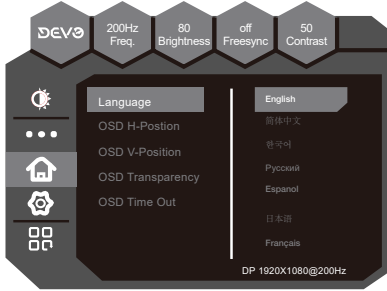 DEVO
200Hz
Freq.
80
Brightness
off
Freesync
50
Contrast
Language
OSD H-Postion
OSD V-Position
OSD Transparency
OSD Time Out
English
简体中文
한국어
Русский
Espanol
日本语
Français
DP 1920X1080@200Hz